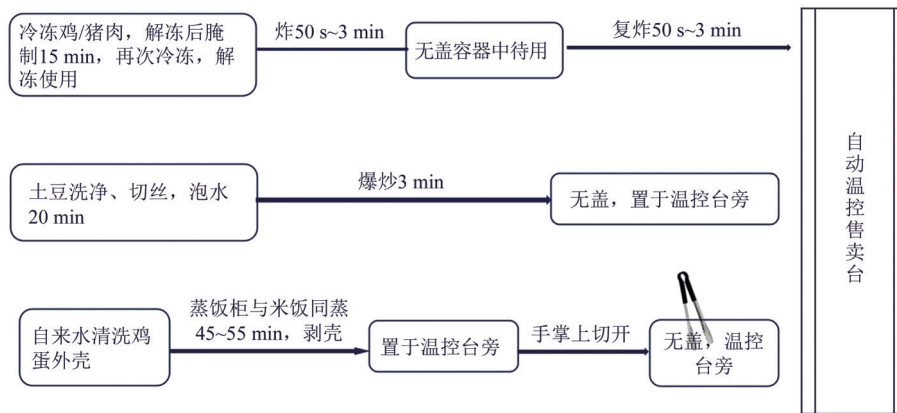 冷冻鸡/猪肉，解冻后腌
制15 min，再次冷冻，解
冻使用
炸50 s~3 min
无盖容器中待用
复炸50 s~3 min
土豆洗净、切丝，泡水
20 min
爆炒3 min
无盖，置于温控台旁
自来水清洗鸡
蛋外壳
蒸饭柜与米饭同蒸
45~55 min，剥壳
置于温控台旁
手掌上切开
无盖，温控
台旁
自动温控售卖台